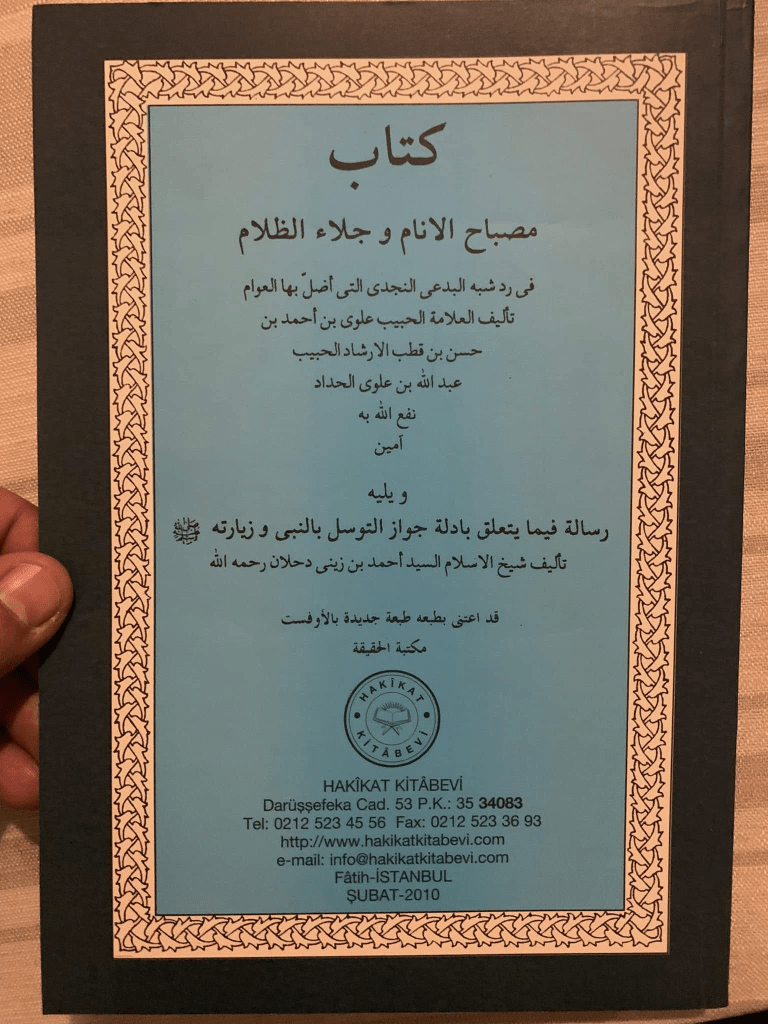 كتاب
مصباح الانام و جلاء الظلام
فى رد شبه البدعى النجدى التى أضلّ بها العوام
تأليف العلامة الحبيب علوى بن أحمد بن
حسن بن قطب الارشاد الحبيب
عبد الله بن علوى الحداد
نفع الله به
آمين
و يليه
رسالة فيما يتعلق بادلة جواز التوسل بالنبى و زيارته ﷺ
تأليف شيخ الاسلام السيد أحمد بن زينى دحلان رحمه الله
قد اعتنى بطبعه طبعة جديدة بالأوفست
مكتبة الحقيقة
HAKÎKAT KİTÂBEVİ
HAKÎKAT KİTÂBEVİ
Darüşşefeka Cad. 53 P.K.: 35 34083
Tel: 0212 523 45 56 Fax: 0212 523 36 93
http://www.hakikatkitabevi.com
e-mail: info@hakikatkitabevi.com
Fâtih-İSTANBUL
ŞUBAT-2010